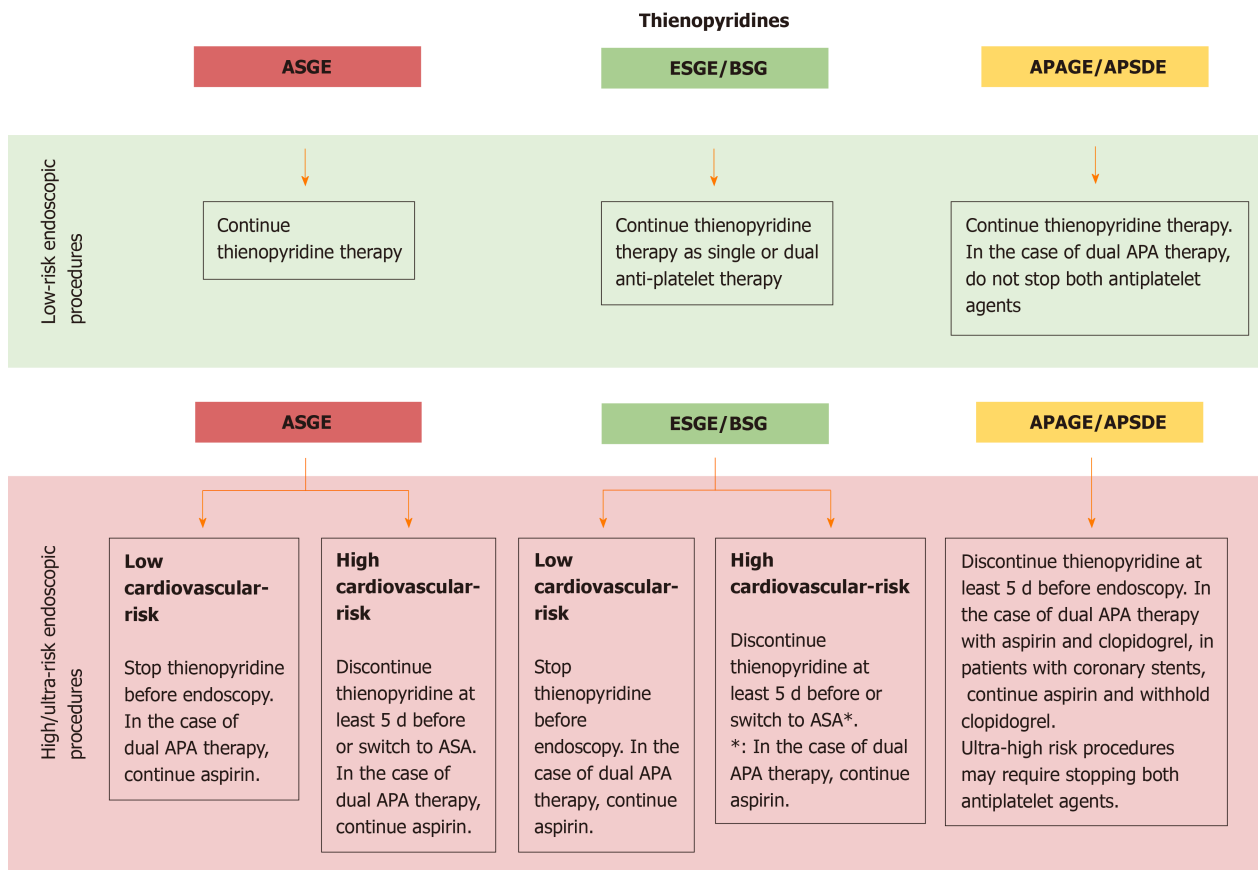 Thienopyridines
ASGE
ESGE/BSG
APAGE/APSDE
Low-risk endoscopic
procedures
Continue
thienopyridine therapy
Continue thienopyridine
therapy as single or dual
anti-platelet therapy
Continue thienopyridine therapy.
In the case of dual APA therapy,
do not stop both antiplatelet
agents
ASGE
ESGE/BSG
APAGE/APSDE
High/ultra-risk endoscopic
procedures
Low
cardiovascular-
risk
Stop thienopyridine
before endoscopy.
In the case of
dual APA therapy,
continue aspirin.
High
cardiovascular-
risk
Discontinue
thienopyridine at
least 5 d before
or switch to ASA.
In the case of
dual APA therapy,
continue aspirin.
Low
cardiovascular-
risk
Stop
thienopyridine
before
endoscopy. In the
case of dual APA
therapy, continue
aspirin.
High
cardiovascular-risk
Discontinue
thienopyridine at
least 5 d before or
switch to ASA*.
*: In the case of dual
APA therapy, continue
aspirin.
Discontinue thienopyridine at
least 5 d before endoscopy. In
the case of dual APA therapy
with aspirin and clopidogrel, in
patients with coronary stents,
continue aspirin and withhold
clopidogrel.
Ultra-high risk procedures
may require stopping both
antiplatelet agents.